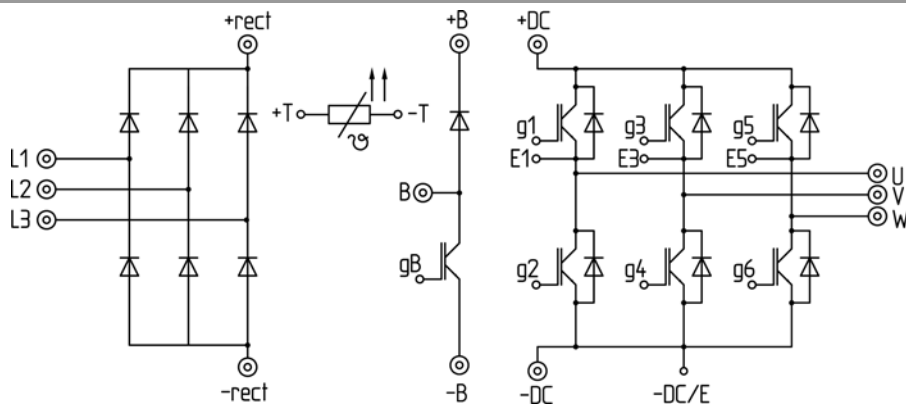 +rect
+B
+DC
+T
-T
ϑ
g1
g3
g5
L1
E1
E3
E5
L2
B
U
L3
V
W
gB
g2
g4
g6
-rect
-B
-DC
-DC/E